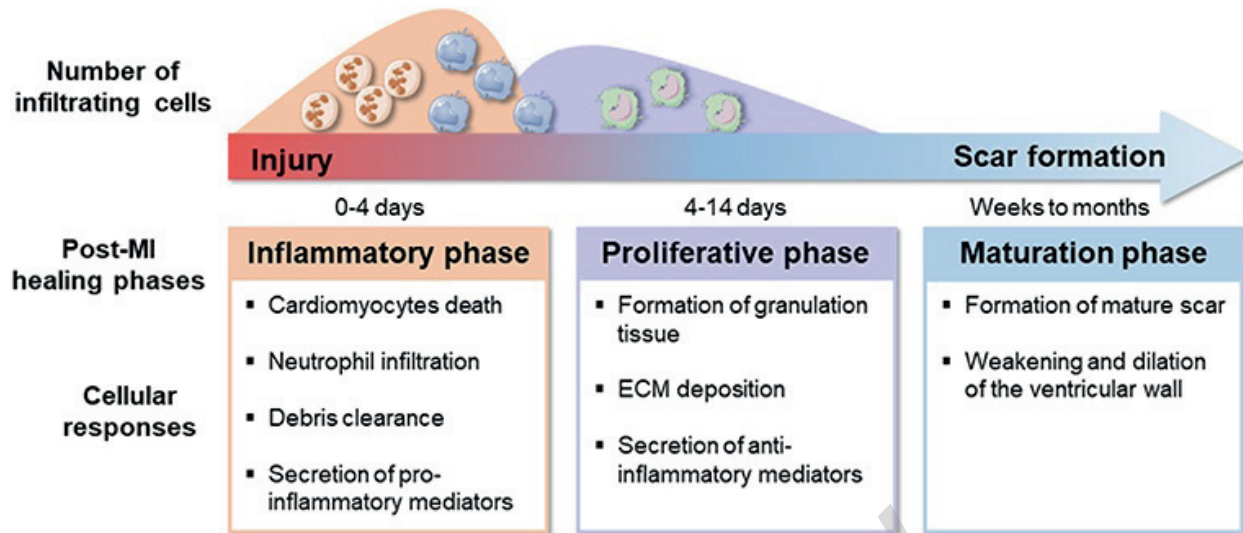 Number of
infiltrating cells
Injury
Scar formation
0-4 days
4-14 days
Weeks to months
Post-MI
healing phases
Inflammatory phase
Proliferative phase
Maturation phase
Cellular
responses
▪ Cardiomyocytes death
▪ Neutrophil infiltration
▪ Debris clearance
▪ Secretion of pro-
inflammatory mediators
▪ Formation of granulation
tissue
▪ ECM deposition
▪ Secretion of anti-
inflammatory mediators
▪ Formation of mature scar
▪ Weakening and dilation
of the ventricular wall